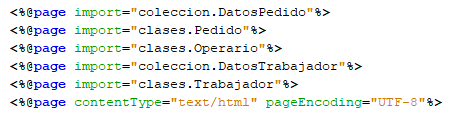 <%@page import="coleccion.DatosPedido"%>
<%@page import="clases.Pedido"%>
<%@page import="clases.Operario"%>
<%@page import="coleccion.DatosTrabajador"%>
<%@page import="clases.Trabajador"%>
<%@page contentType="text/html" pageEncoding="UTF-8"%>